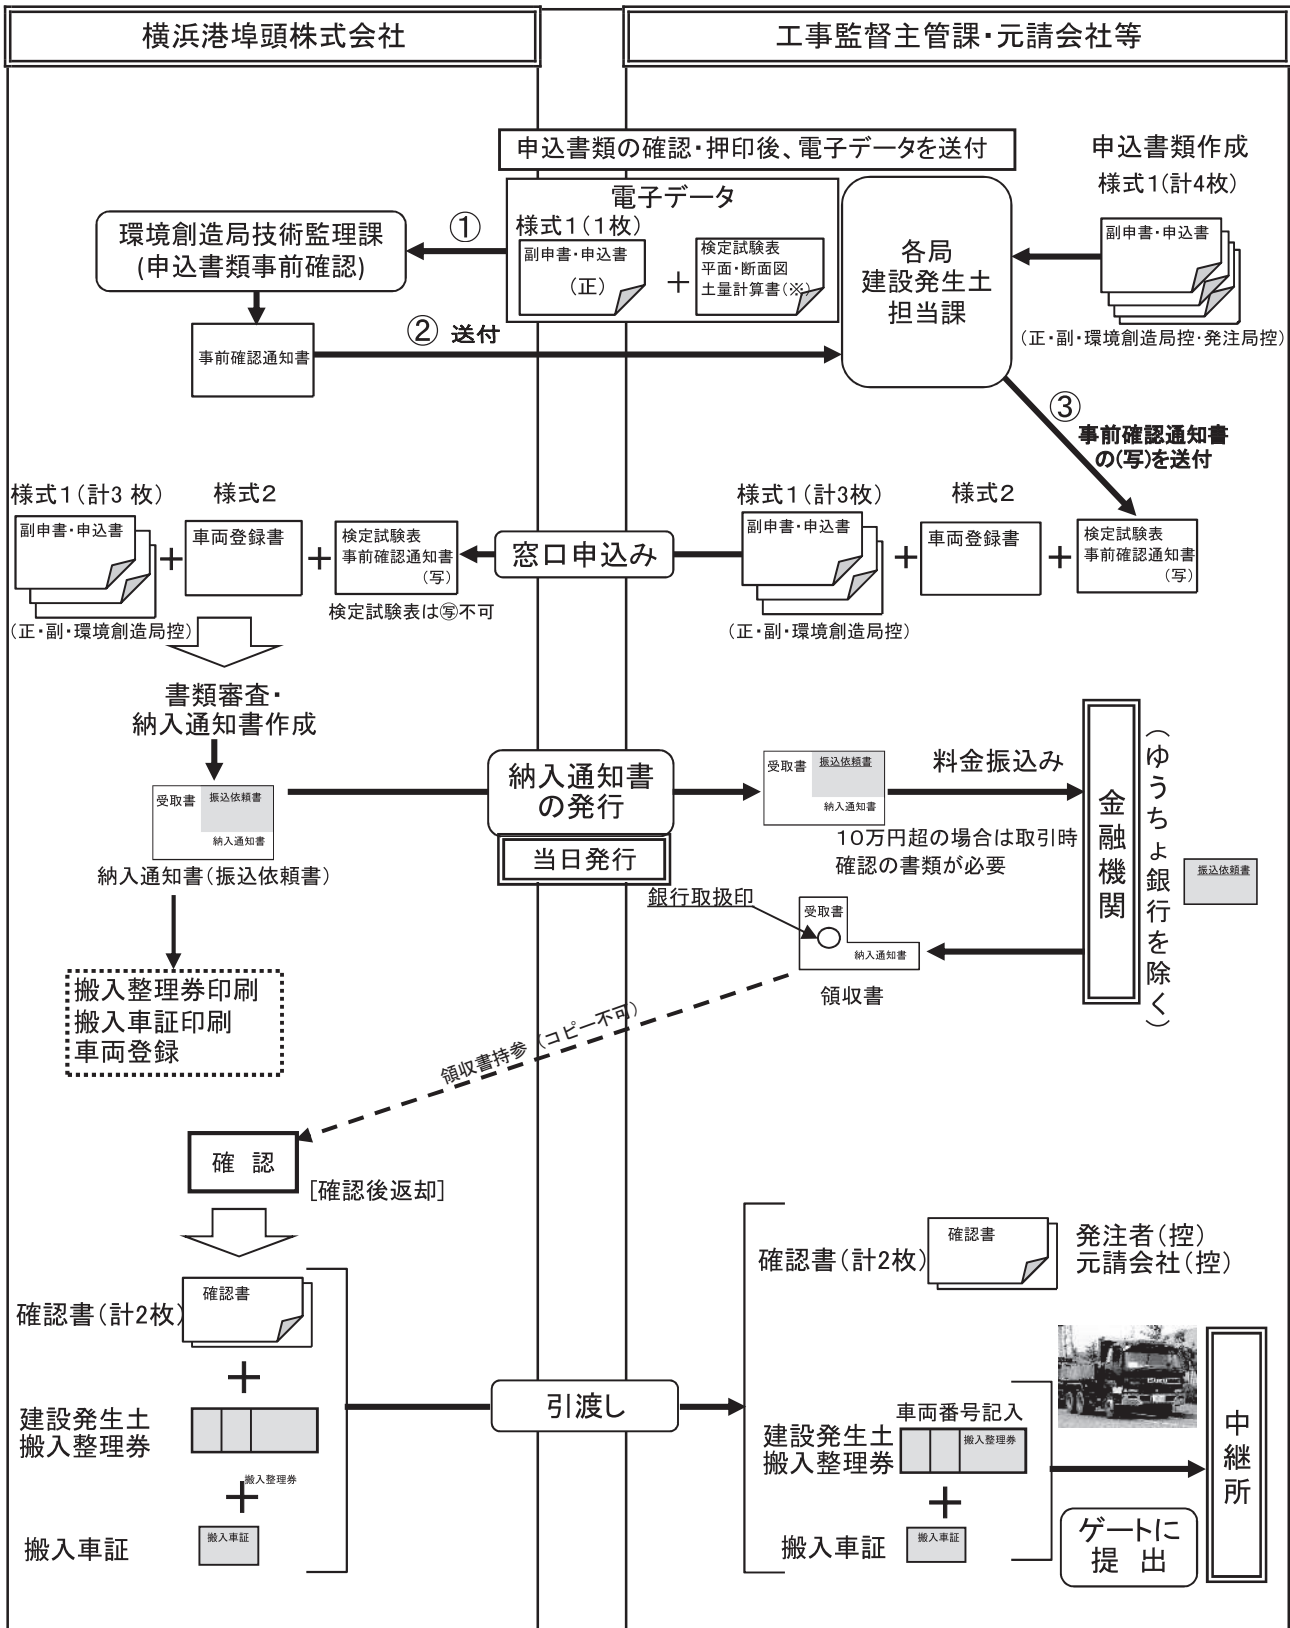 横浜港埠頭株式会社
工事監督主管課・元請会社等
申込書類の確認・押印後、電子データを送付
申込書類作成
様式1(計4枚)
副申書・申込書
(正・副・環境創造局控・発注局控)
各局
建設発生土
担当課
電子データ
様式1(1枚)
副申書・申込書
(正)
+
検定試験表
平面・断面図
土量計算書(※)
①
環境創造局技術監理課
(申込書類事前確認)
事前確認通知書
② 送付
③
事前確認通知書
の(写)を送付
様式1(計3 枚)
副申書・申込書
(正・副・環境創造局控)
+
様式2
車両登録書
+
検定試験表
事前確認通知書
(写)
検定試験表は㊢不可
窓口申込み
様式1(計3枚)
副申書・申込書
(正・副・環境創造局控)
+
様式2
車両登録書
+
検定試験表
事前確認通知書
(写)
書類審査・
納入通知書作成
受取書
振込依頼書
納入通知書
納入通知書(振込依頼書)
納入通知書
の発行
当日発行
受取書
振込依頼書
納入通知書
料金振込み
10万円超の場合は取引時
確認の書類が必要
金融機関
(ゆうちょ銀行を除く)
振込依頼書
銀行取扱印
受取書
納入通知書
領収書
搬入整理券印刷
搬入車証印刷
車両登録
領収書持参(コピー不可)
確 認
[確認後返却]
確認書(計2枚)
確認書
+
建設発生土
搬入整理券
搬入整理券
+
搬入車証
搬入車証
引渡し
確認書(計2枚)
確認書
発注者(控)
元請会社(控)
車両番号記入
建設発生土
搬入整理券
搬入整理券
+
搬入車証
搬入車証
ゲートに
提 出
中継所